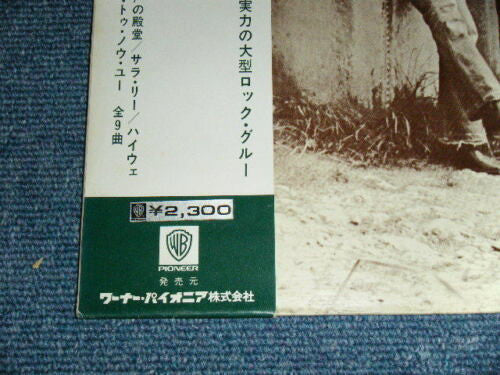 実力の大型ロック・グルー
の殿堂／サラ・リー／ハイウェ
マトゥ・ノウ・ユー 全9曲
WB ¥2,300
WB
PIONEER
発売元
ワーナー・パイオニア株式会社